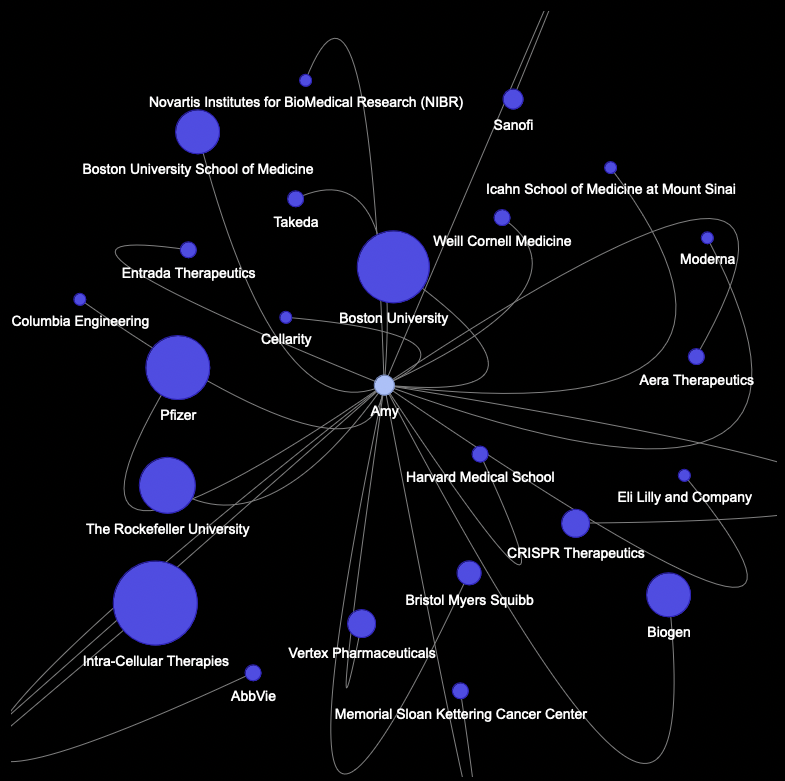 Novartis Institutes for BioMedical Research (NIBR)
Sanofi
Boston University School of Medicine
Icahn School of Medicine at Mount Sinai
Takeda
Weill Cornell Medicine
Moderna
Entrada Therapeutics
Boston University
Columbia Engineering
Cellarity
Aera Therapeutics
Pfizer
Amy
Harvard Medical School
Eli Lilly and Company
The Rockefeller University
CRISPR Therapeutics
Bristol Myers Squibb
Biogen
Vertex Pharmaceuticals
Intra-Cellular Therapies
AbbVie
Memorial Sloan Kettering Cancer Center